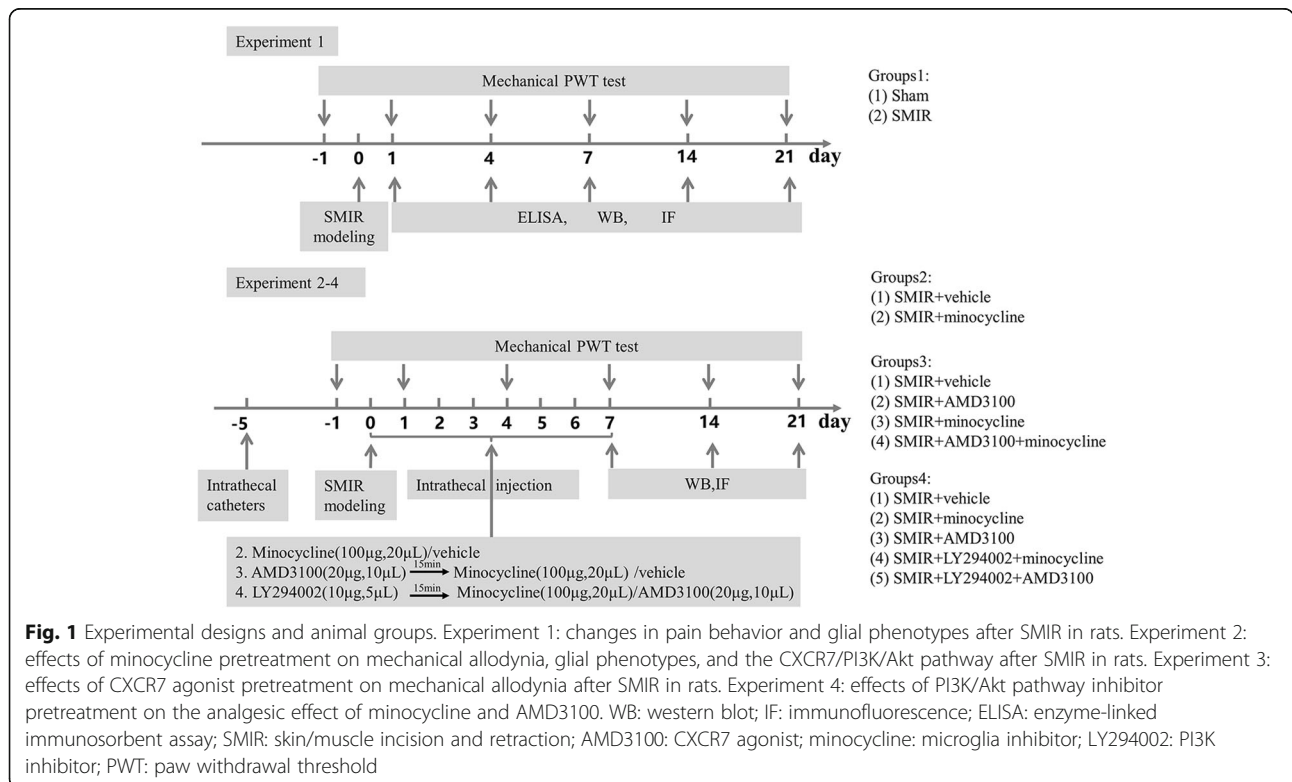 Experiment 1
Mechanical PWT test
Groups1:
(1) Sham
(2) SMIR
-1 0 1 4 7 14 21 day
SMIR
modeling
ELISA, WB, IF
Experiment 2-4
Groups2:
(1) SMIR+vehicle
(2) SMIR+minocycline
Mechanical PWT test
Groups3:
(1) SMIR+vehicle
(2) SMIR+AMD3100
(3) SMIR+minocycline
(4) SMIR+AMD3100+minocycline
-5 -1 0 1 2 3 4 5 6 7 14 21 day
Intrathecal
catheters
SMIR
modeling
Intrathecal injection
WB,IF
Groups4:
(1) SMIR+vehicle
(2) SMIR+minocycline
(3) SMIR+AMD3100
(4) SMIR+LY294002+minocycline
(5) SMIR+LY294002+AMD3100
2. Minocycline(100μg,20μL)/vehicle
3. AMD3100(20μg,10μL) 15min Minocycline(100μg,20μL) /vehicle
4. LY294002(10μg,5μL) 15min Minocycline(100μg,20μL)/AMD3100(20μg,10μL)
Fig. 1 Experimental designs and animal groups. Experiment 1: changes in pain behavior and glial phenotypes after SMIR in rats. Experiment 2:
effects of minocycline pretreatment on mechanical allodynia, glial phenotypes, and the CXCR7/PI3K/Akt pathway after SMIR in rats. Experiment 3:
effects of CXCR7 agonist pretreatment on mechanical allodynia after SMIR in rats. Experiment 4: effects of PI3K/Akt pathway inhibitor
pretreatment on the analgesic effect of minocycline and AMD3100. WB: western blot; IF: immunofluorescence; ELISA: enzyme-linked
immunosorbent assay; SMIR: skin/muscle incision and retraction; AMD3100: CXCR7 agonist; minocycline: microglia inhibitor; LY294002: PI3K
inhibitor; PWT: paw withdrawal threshold